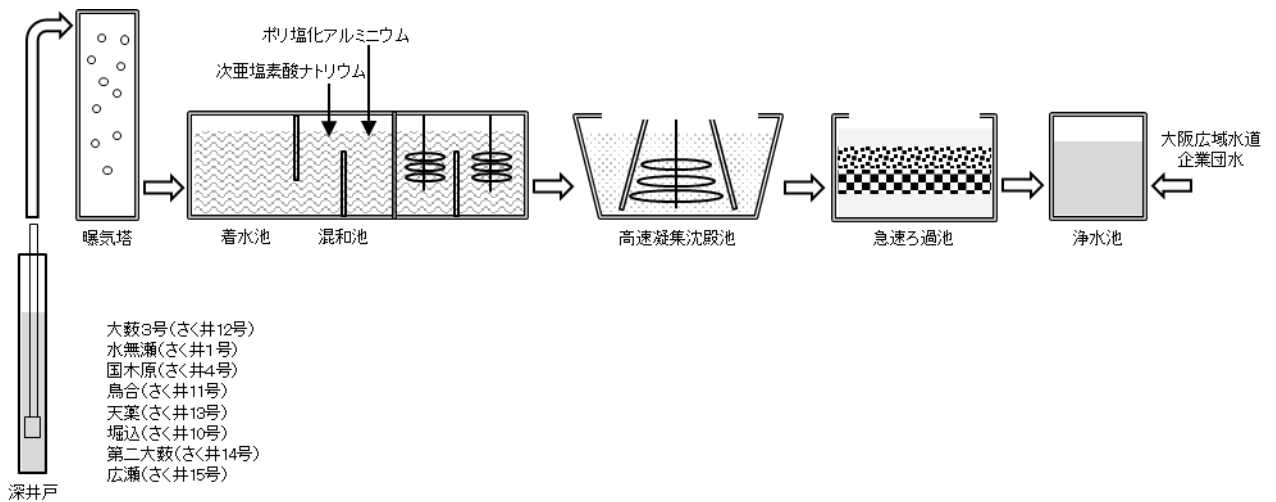 ポリ塩化アルミニウム
次亜塩素酸ナトリウム
大阪広域水道
企業団水
曝気塔
着水池
混和池
高速凝集沈殿池
急速ろ過池
浄水池
大薮3号(さく井12号)
水無瀬(さく井1号)
国木原(さく井4号)
鳥合(さく井11号)
天薬(さく井13号)
堀込(さく井10号)
第二大薮(さく井14号)
広瀬(さく井15号)
深井戸